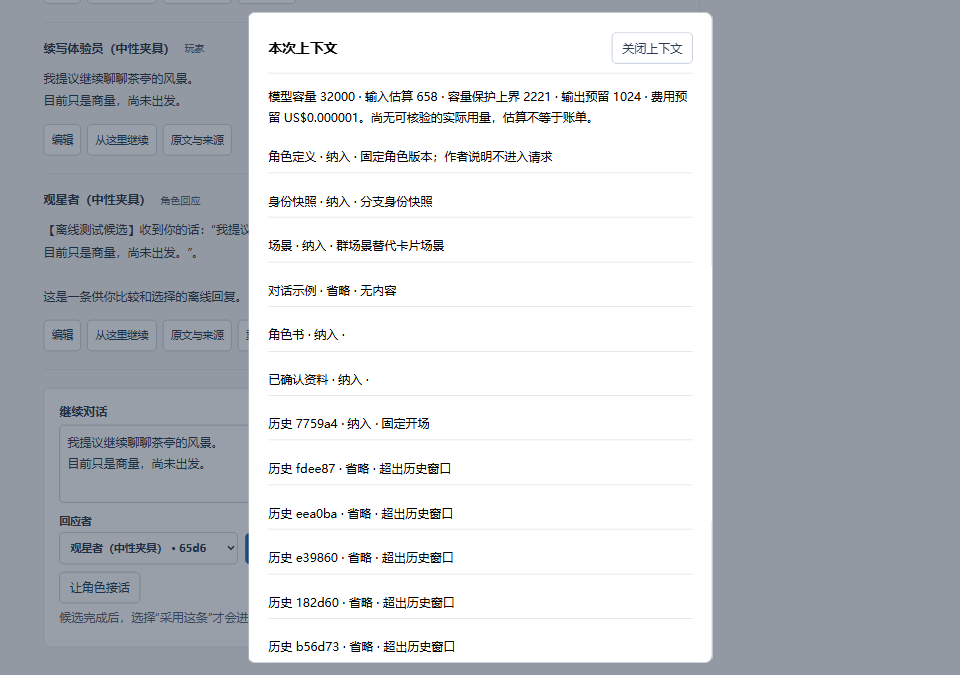 续写体验员（中性夹具） 玩家
我提议继续聊聊茶亭的风景。
目前只是商量，尚未出发。
编辑 从这里继续 原文与来源
观星者（中性夹具） 角色回应
【离线测试候选】收到你的话：“我提议
目前只是商量，尚未出发。”。
这是一条供你比较和选择的离线回复。
编辑 从这里继续 原文与来源
继续对话
我提议继续聊聊茶亭的风景。
目前只是商量，尚未出发。
回应者
观星者（中性夹具） • 65d6
让角色接话
候选完成后，选择“采用这条”才会进
本次上下文
关闭上下文
模型容量 32000 · 输入估算 658 · 容量保护上界 2221 · 输出预留 1024 · 费用预
留 US$0.000001。尚无可核验的实际用量，估算不等于账单。
角色定义 · 纳入 · 固定角色版本；作者说明不进入请求
身份快照 · 纳入 · 分支身份快照
场景 · 纳入 · 群场景替代卡片场景
对话示例 · 省略 · 无内容
角色书 · 纳入 ·
已确认资料 · 纳入 ·
历史 7759a4 · 纳入 · 固定开场
历史 fdee87 · 省略 · 超出历史窗口
历史 eea0ba · 省略 · 超出历史窗口
历史 e39860 · 省略 · 超出历史窗口
历史 182d60 · 省略 · 超出历史窗口
历史 b56d73 · 省略 · 超出历史窗口